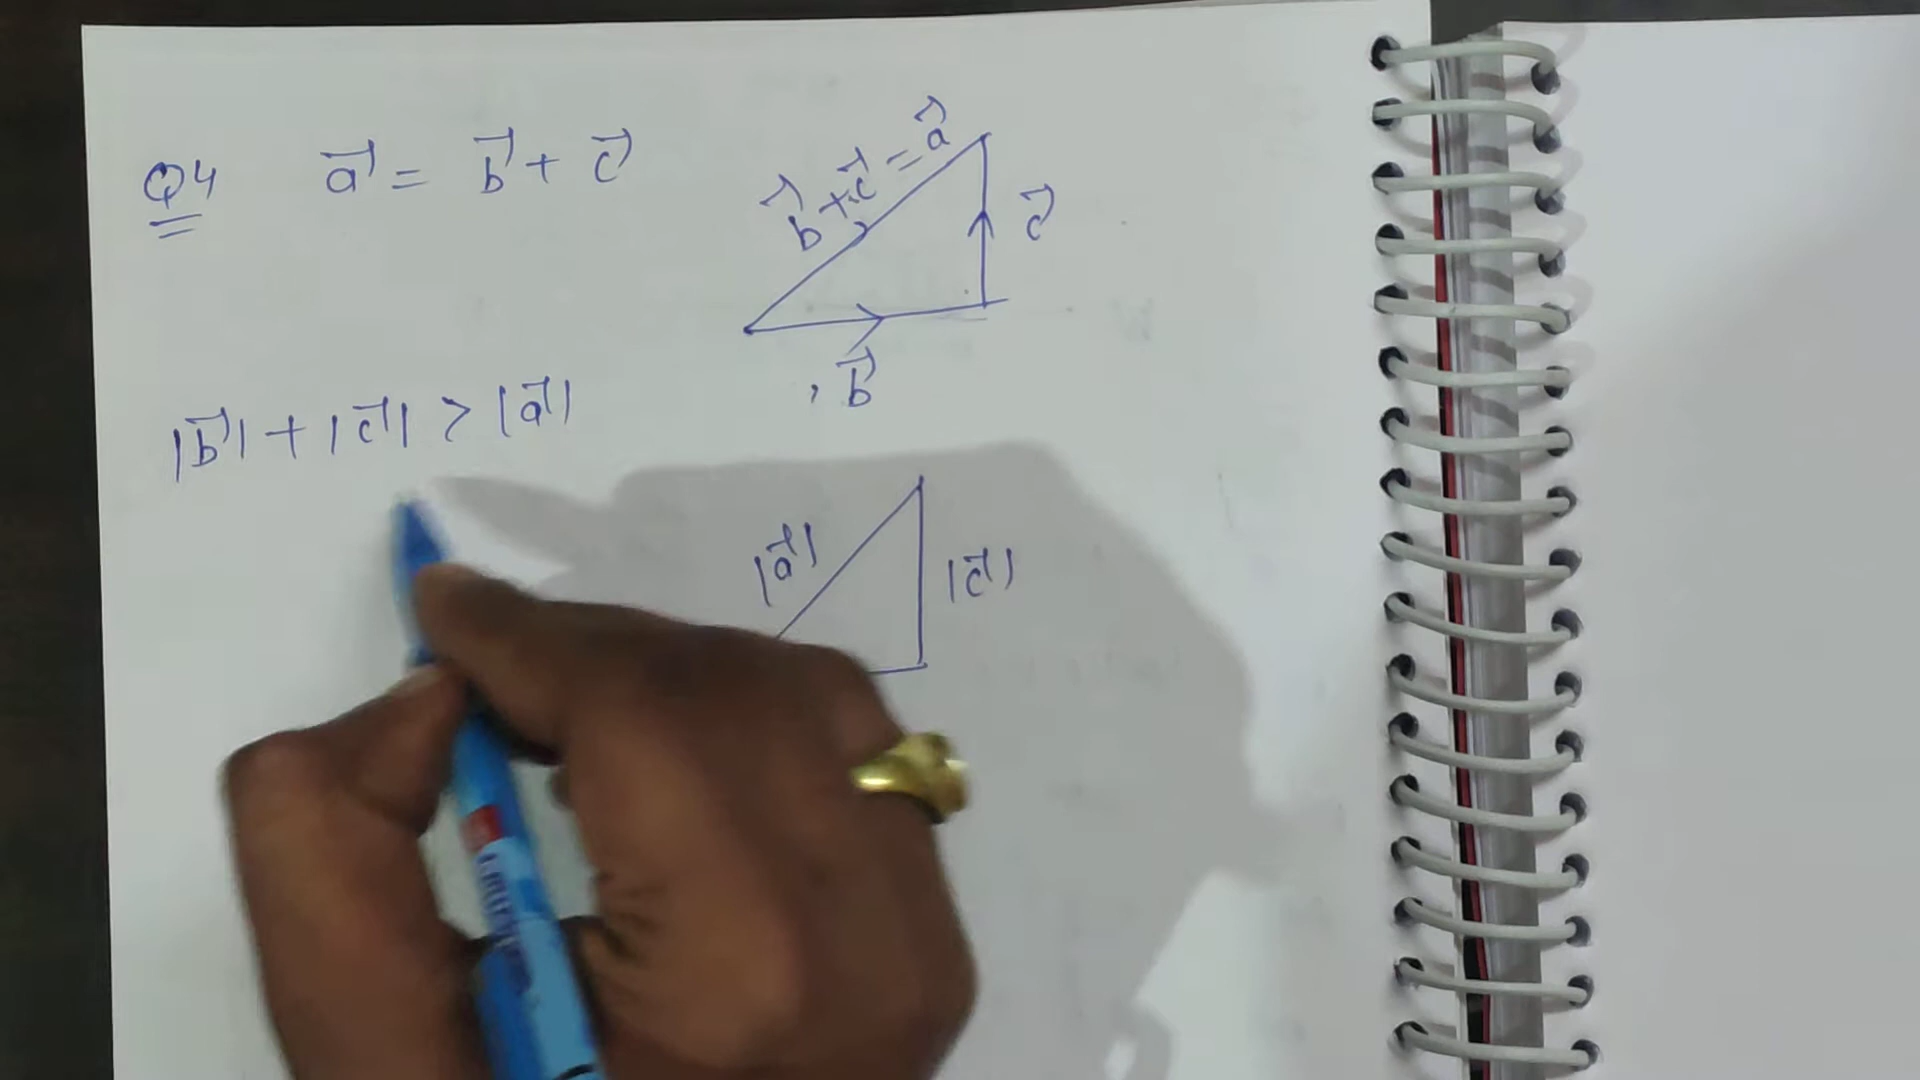 Q4 a⃗ = b⃗ + c⃗
b⃗ + c⃗ = a⃗
c⃗
b⃗
|b⃗| + |c⃗| > |a⃗|
|a⃗|
|c⃗|